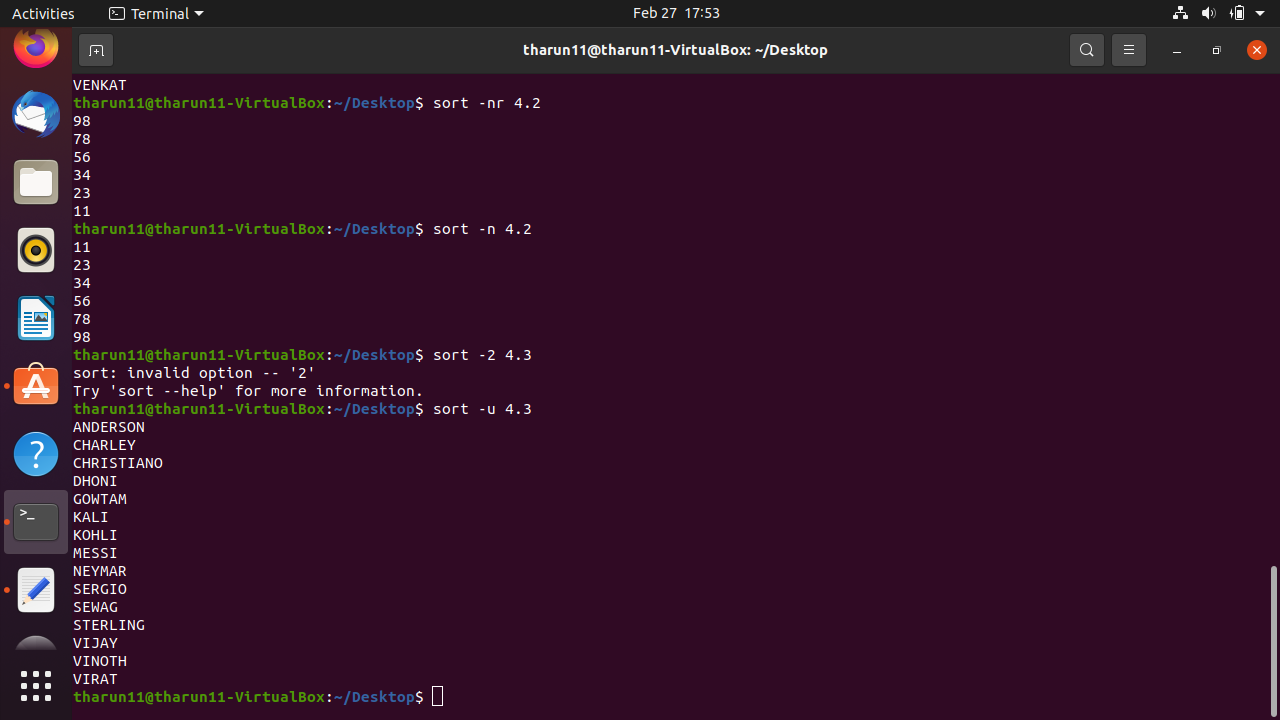 Activities
Terminal
Feb 27 17:53
tharun11@tharun11-VirtualBox: ~/Desktop
VENKAT
tharun11@tharun11-VirtualBox:~/Desktop$ sort -nr 4.2
98
78
56
34
23
11
tharun11@tharun11-VirtualBox:~/Desktop$ sort -n 4.2
11
23
34
56
78
98
tharun11@tharun11-VirtualBox:~/Desktop$ sort -2 4.3
sort: invalid option -- '2'
Try 'sort --help' for more information.
tharun11@tharun11-VirtualBox:~/Desktop$ sort -u 4.3
ANDERSON
CHARLEY
CHRISTIANO
DHONI
GOWTAM
KALI
KOHLI
MESSI
NEYMAR
SERGIO
SEWAG
STERLING
VIJAY
VINOTH
VIRAT
tharun11@tharun11-VirtualBox:~/Desktop$